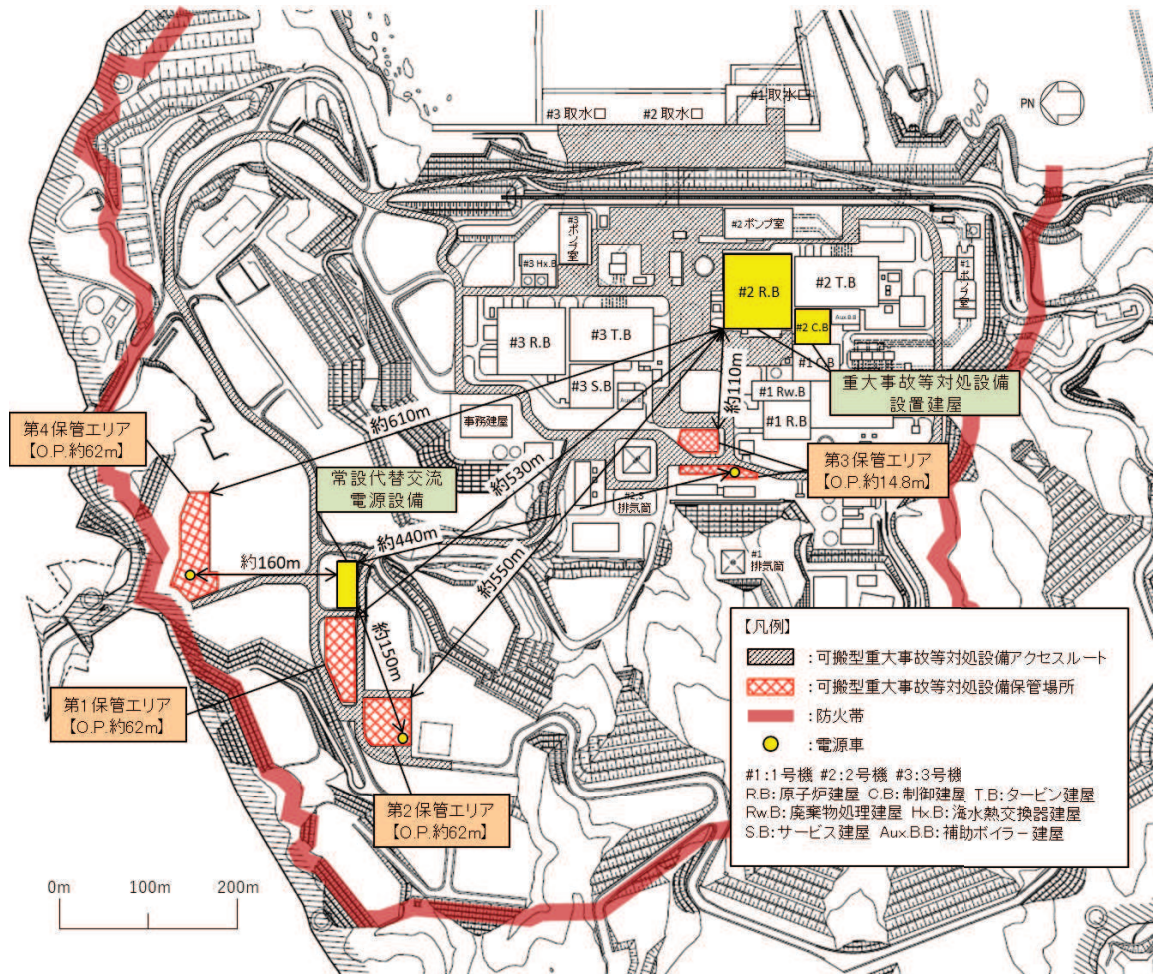 #1取水口
#3取水口
#2取水口
PN
#3
ポンプ室
#2ポンプ室
#3 Hx.B
#1
ポンプ室
#2 R.B
#2 T.B
#2 C.B
Aux.B.B
#3 R.B
#3 T.B
#3 S.B
#1 Rw.B
#1 R.B
約110m
重大事故等対処設備
設置建屋
約610m
事務建屋
第4保管エリア
【O.P.約62m】
常設代替交流
電源設備
約530m
第3保管エリア
【O.P.約14.8m】
#2,3
排気筒
約440m
約550m
#1
排気筒
約160m
約150m
第1保管エリア
【O.P.約62m】
第2保管エリア
【O.P.約62m】
【凡例】
:可搬型重大事故等対処設備アクセスルート
:可搬型重大事故等対処設備保管場所
:防火帯
:電源車
#1:1号機 #2:2号機 #3:3号機
R.B:原子炉建屋 C.B:制御建屋 T.B:タービン建屋
Rw.B:廃棄物処理建屋 Hx.B:海水熱交換器建屋
S.B:サービス建屋 Aux.B.B:補助ボイラー建屋
0m 100m 200m